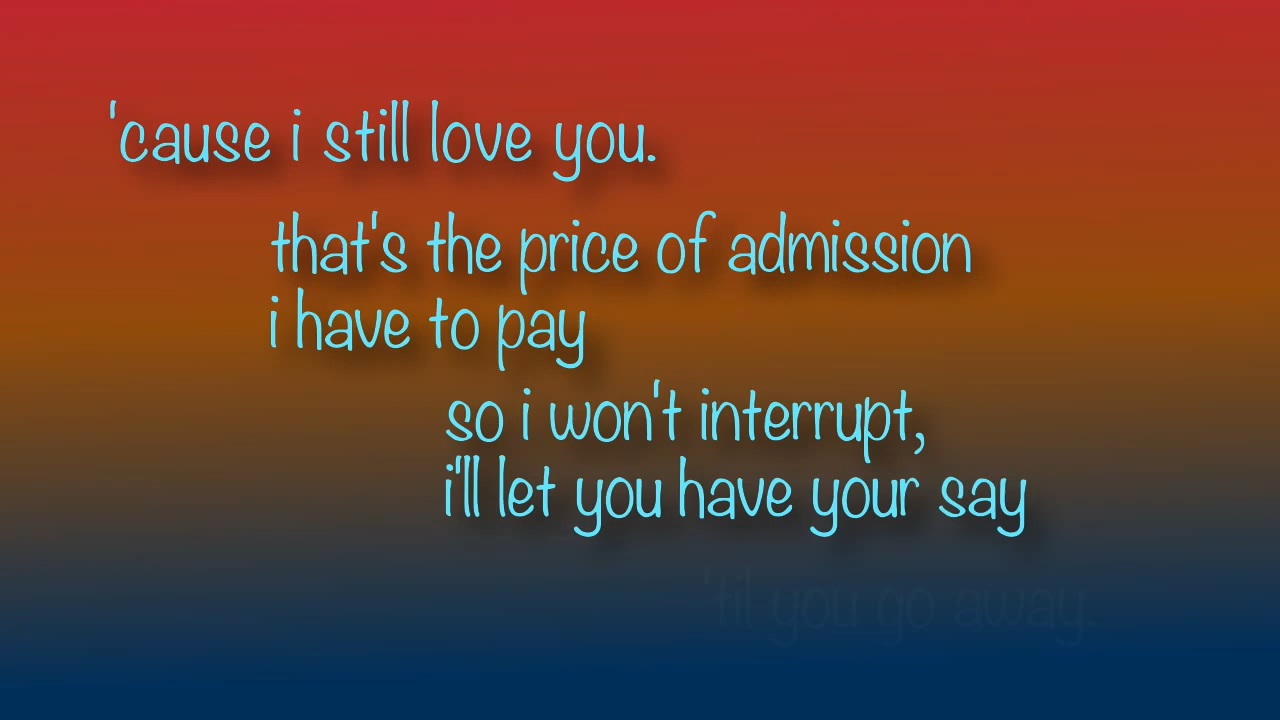 'cause i still love you.
that's the price of admission
i have to pay
so i won't interrupt,
i'll let you have your say
'til you go away.